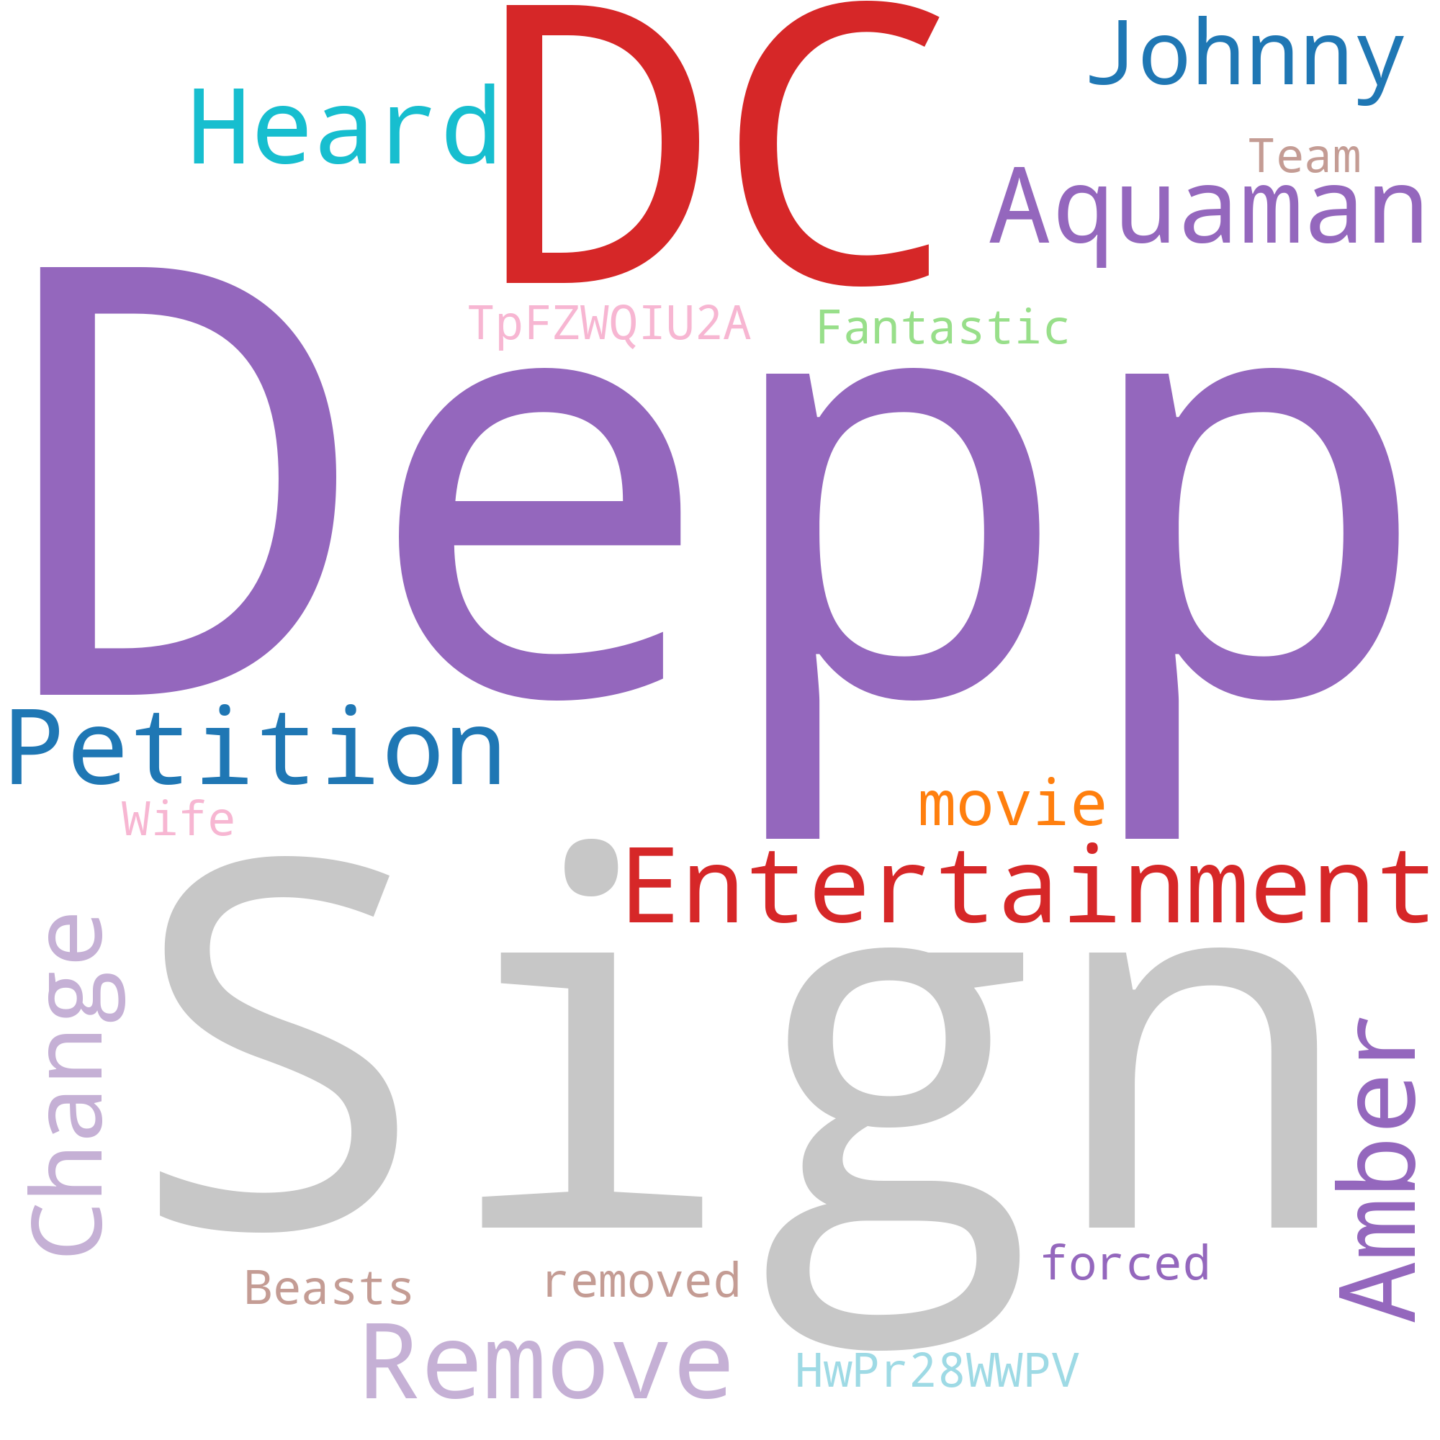 DC
Johnny
Heard
Team
Aquaman
TpFZWQIU2A
Fantastic
Depp
Petition
movie
Wife
Entertainment
Sign
Change
Amber
forced
Beasts
removed
Remove
HwPr28WWPV